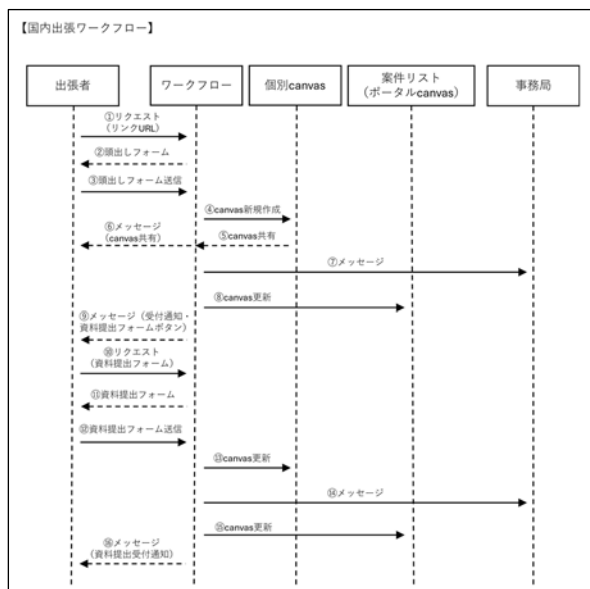 【国内出張ワークフロー】
出張者
ワークフロー
個別canvas
案件リスト
（ポータルcanvas）
事務局
①リクエスト
（リンクURL）
②頭出しフォーム
③頭出しフォーム送信
④canvas新規作成
⑤canvas共有
⑥メッセージ
（canvas共有）
⑦メッセージ
⑧canvas更新
⑨メッセージ（受付通知・
資料提出フォームボタン）
⑩リクエスト
（資料提出フォーム）
⑪資料提出フォーム
⑫資料提出フォーム送信
⑬canvas更新
⑭メッセージ
⑮canvas更新
⑯メッセージ
（資料提出受付通知）